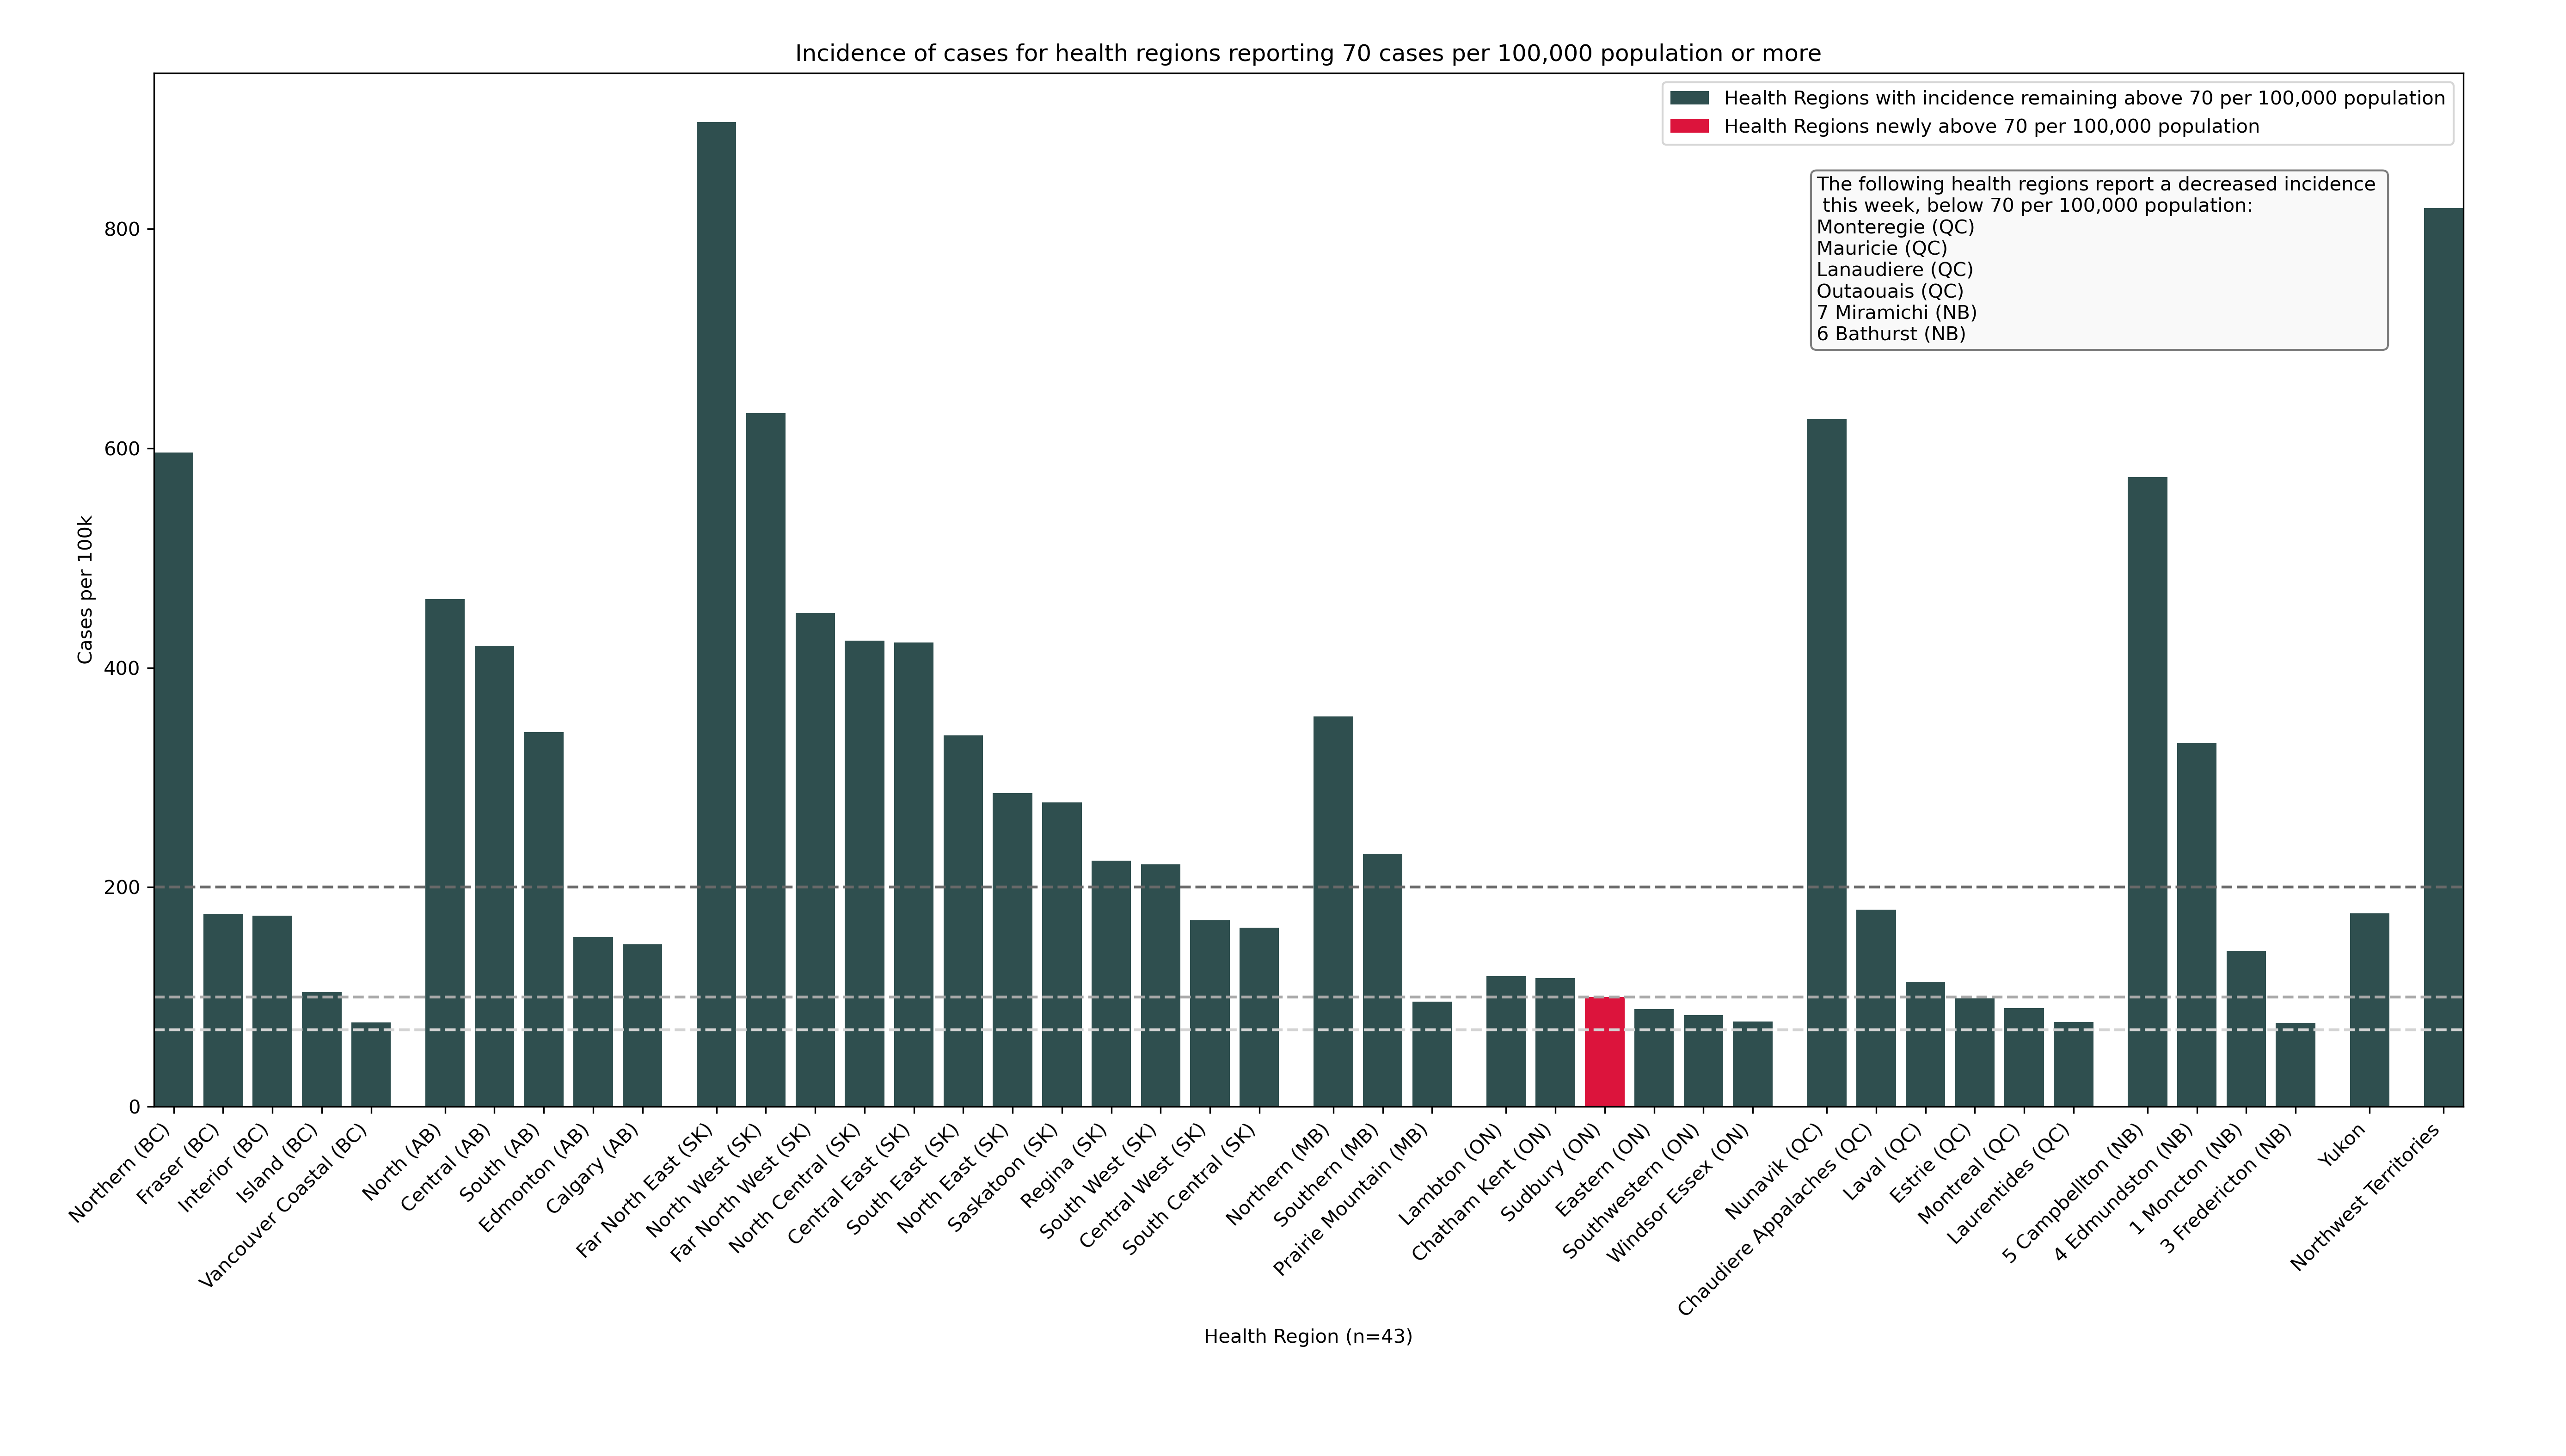 Incidence of cases for health regions reporting 70 cases per 100,000 population or more
Health Regions with incidence remaining above 70 per 100,000 population
Health Regions newly above 70 per 100,000 population
The following health regions report a decreased incidence
this week, below 70 per 100,000 population:
Monteregie (QC)
Mauricie (QC)
Lanaudiere (QC)
Outaouais (QC)
7 Miramichi (NB)
6 Bathurst (NB)
Cases per 100k
800
600
400
200
0
Northern (BC)
Fraser (BC)
Interior (BC)
Island (BC)
Vancouver Coastal (BC)
North (AB)
Central (AB)
South (AB)
Edmonton (AB)
Calgary (AB)
Far North East (SK)
North West (SK)
Far North West (SK)
North Central (SK)
Central East (SK)
South East (SK)
North East (SK)
Saskatoon (SK)
Regina (SK)
South West (SK)
Central West (SK)
South Central (SK)
Northern (MB)
Southern (MB)
Prairie Mountain (MB)
Lambton (ON)
Chatham Kent (ON)
Sudbury (ON)
Eastern (ON)
Southwestern (ON)
Windsor Essex (ON)
Nunavik (QC)
Chaudiere Appalaches (QC)
Laval (QC)
Estrie (QC)
Montreal (QC)
Laurentides (QC)
5 Campbellton (NB)
4 Edmundston (NB)
1 Moncton (NB)
3 Fredericton (NB)
Yukon
Northwest Territories
Health Region (n=43)